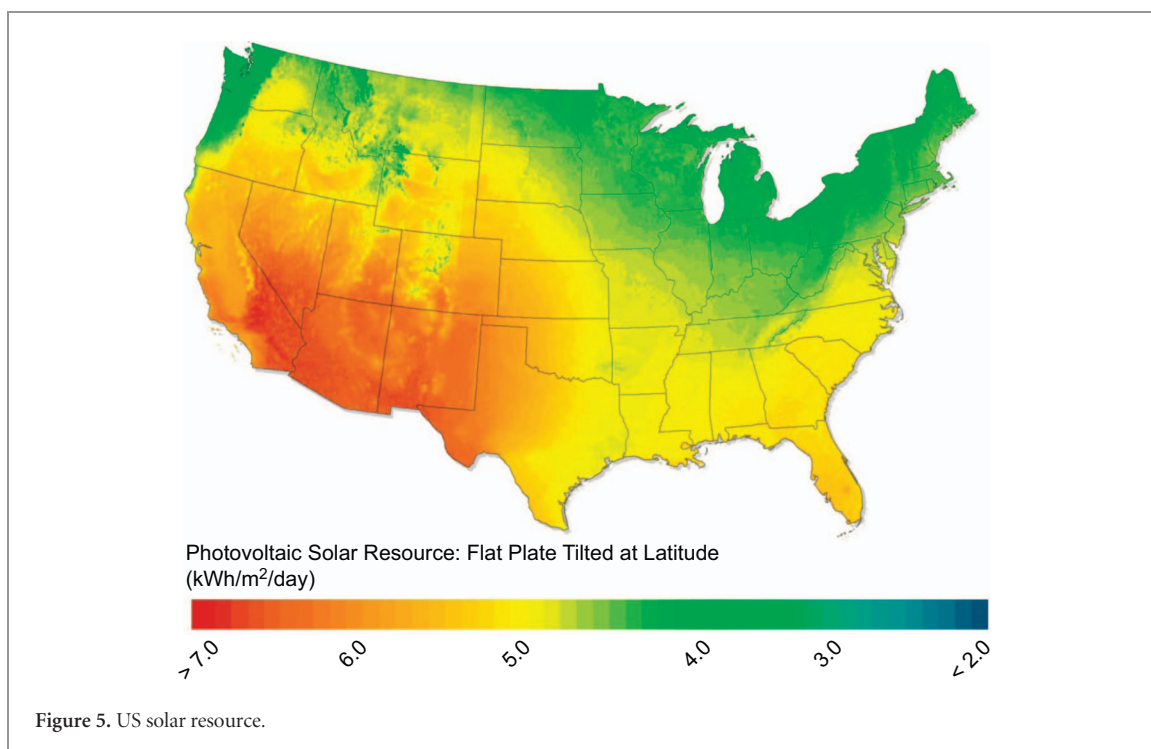 Photovoltaic Solar Resource: Flat Plate Tilted at Latitude
(kWh/m²/day)
> 7.0
6.0
5.0
4.0
3.0
< 2.0
Figure 5. US solar resource.